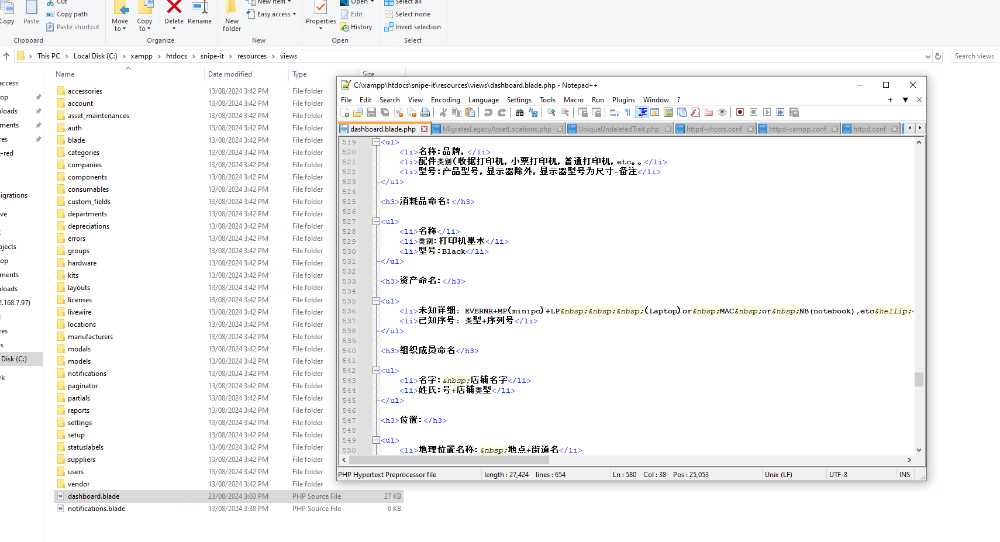 Cut
Copy path
Paste shortcut
Copy
Paste
Clipboard
Move to
Copy to
Delete
Rename
Organize
New item
Easy access
New folder
New
Properties
Open
Edit
History
Open
Select all
Select none
Invert selection
Select
This PC > Local Disk (C:) > xampp > htdocs > snipe-it > resources > views
Search views
Name Date modified Type Size
accessories 13/08/2024 3:42 PM File folder
account 13/08/2024 3:42 PM File folder
asset_maintenances 13/08/2024 3:42 PM File folder
auth 13/08/2024 3:42 PM File folder
blade 13/08/2024 3:42 PM File folder
categories 13/08/2024 3:42 PM File folder
companies 13/08/2024 3:42 PM File folder
components 13/08/2024 3:42 PM File folder
consumables 13/08/2024 3:42 PM File folder
custom_fields 13/08/2024 3:42 PM File folder
departments 13/08/2024 3:42 PM File folder
depreciations 13/08/2024 3:42 PM File folder
errors 13/08/2024 3:42 PM File folder
groups 13/08/2024 3:42 PM File folder
hardware 13/08/2024 3:42 PM File folder
kits 13/08/2024 3:42 PM File folder
layouts 13/08/2024 3:42 PM File folder
licenses 13/08/2024 3:42 PM File folder
livewire 13/08/2024 3:42 PM File folder
locations 13/08/2024 3:42 PM File folder
manufacturers 13/08/2024 3:42 PM File folder
modals 13/08/2024 3:42 PM File folder
models 13/08/2024 3:42 PM File folder
notifications 13/08/2024 3:42 PM File folder
paginator 13/08/2024 3:42 PM File folder
partials 13/08/2024 3:42 PM File folder
reports 13/08/2024 3:42 PM File folder
settings 13/08/2024 3:42 PM File folder
setup 13/08/2024 3:42 PM File folder
statuslabels 13/08/2024 3:42 PM File folder
suppliers 13/08/2024 3:42 PM File folder
users 13/08/2024 3:42 PM File folder
vendor 13/08/2024 3:42 PM File folder
dashboard.blade 23/08/2024 3:03 PM PHP Source File 27 KB
notifications.blade 13/08/2024 3:38 PM PHP Source File 6 KB
access
op
loads
ments
res
e-red
igrations
ve
C
ojects
op
ments
loads
2.168.7.97)
c
res
os
Disk (C:)
rk
C:\xampp\htdocs\snipe-it\resources\views\dashboard.blade.php - Notepad++
File Edit Search View Encoding Language Settings Tools Macro Run Plugins Window ?
dashboard.blade.php MigratesLegacyAssetLocations.php UniqueUndeletedTrait.php httpd-vhosts.conf httpd-xampp.conf httpd.conf
519 <ul>
520 <li>名称:品牌，</li>
521 <li>配件类别(收据打印机，小票打印机，普通打印机，etc。。</li>
522 <li>型号:产品型号，显示器除外，显示器型号为尺寸-备注</li>
523 </ul>
524
525 <h3>消耗品命名:</h3>
526
527 <ul>
528 <li>名称</li>
529 <li>类别:打印机墨水</li>
530 <li>型号:Black</li>
531 </ul>
532
533 <h3>资产命名:</h3>
534
535 <ul>
536 <li>未知详细: EVERNR+MP(minipc)+LP&nbsp;&nbsp;&nbsp;(Laptop)or&nbsp;MAC&nbsp;or&nbsp;NB(notebook),etc&hellip;<
537 <li>已知序号: 类型+序列号</li>
538 </ul>
539
540 <h3>组织成员命名</h3>
541
542 <ul>
543 <li>名字:&nbsp;店铺名字</li>
544 <li>姓氏:号+店铺类型</li>
545 </ul>
546
547 <h3>位置:</h3>
548
549 <ul>
550 <li>地理位置名称:&nbsp;地点+街道名</li>
PHP Hypertext Preprocessor file length : 27,424 lines : 654 Ln : 580 Col : 38 Pos : 25,053 Unix (LF) UTF-8 INS